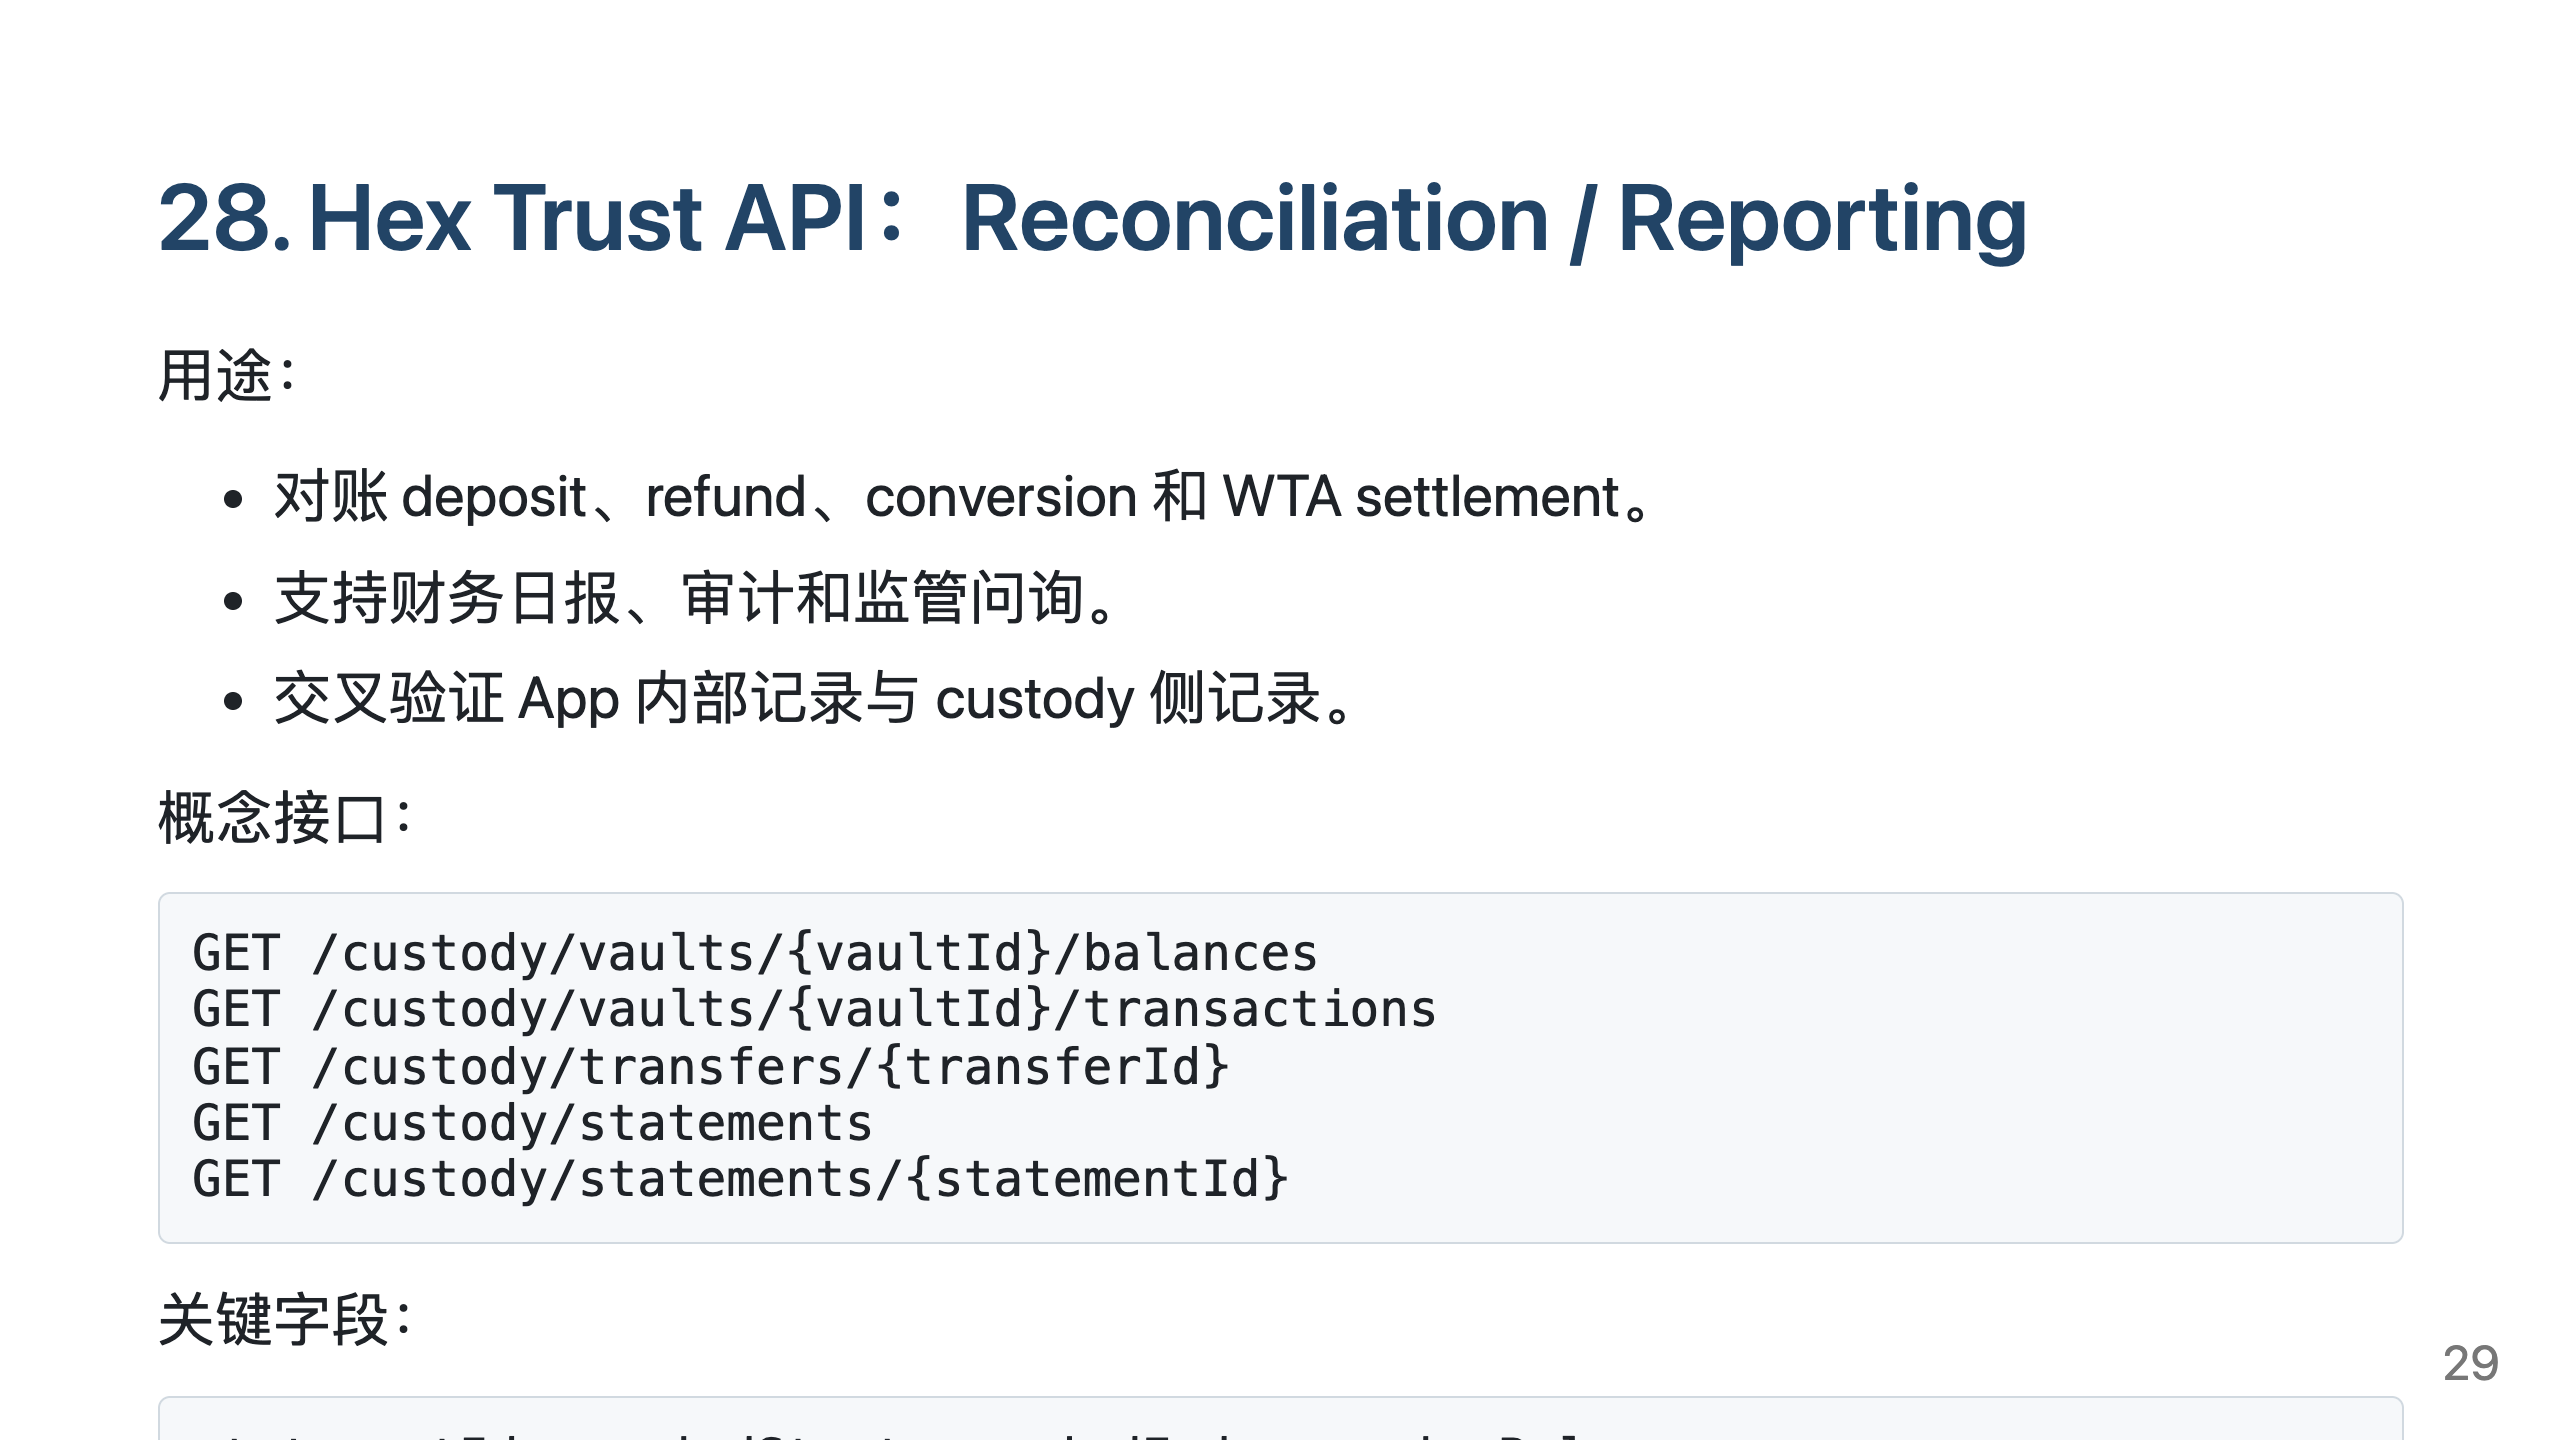 28. Hex Trust API：Reconciliation / Reporting
用途：
• 对账 deposit、refund、conversion 和 WTA settlement。
• 支持财务日报、审计和监管问询。
• 交叉验证 App 内部记录与 custody 侧记录。
概念接口：
GET /custody/vaults/{vaultId}/balances
GET /custody/vaults/{vaultId}/transactions
GET /custody/transfers/{transferId}
GET /custody/statements
GET /custody/statements/{statementId}
关键字段：
29